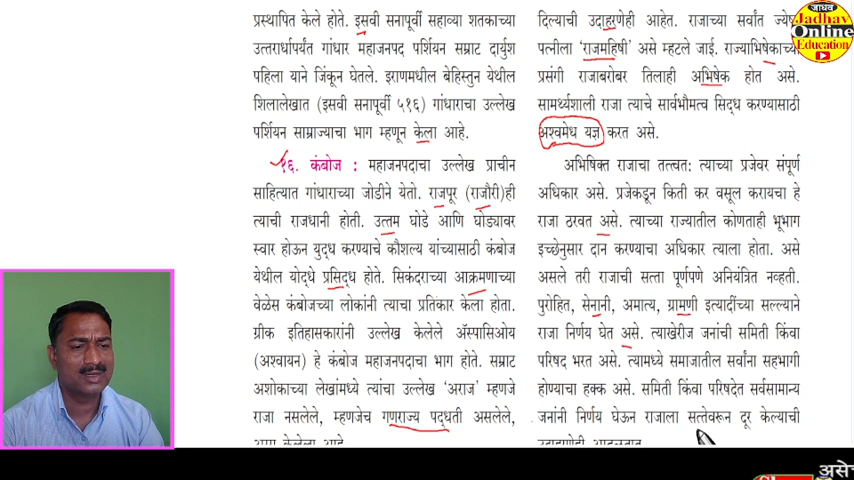 प्रस्थापित केले होते. इसवी सनापूर्वी सहाव्या शतकाच्या
उत्तरार्धापर्यंत गांधार महाजनपद पर्शियन सम्राट दार्युश
पहिला याने जिंकून घेतले. इराणमधील बेहिस्तुन येथील
शिलालेखात (इसवी सनापूर्वी ५१६) गांधाराचा उल्लेख
पर्शियन साम्राज्याचा भाग म्हणून केला आहे.
१६. कंबोज : महाजनपदाचा उल्लेख प्राचीन
साहित्यात गांधाराच्या जोडीने येतो. राजपूर (राजौरी)ही
त्याची राजधानी होती. उत्तम घोडे आणि घोड्यावर
स्वार होऊन युद्ध करण्याचे कौशल्य यांच्यासाठी कंबोज
येथील योद्धे प्रसिद्ध होते. सिकंदराच्या आक्रमणाच्या
वेळेस कंबोजच्या लोकांनी त्याचा प्रतिकार केला होता.
ग्रीक इतिहासकारांनी उल्लेख केलेले ॲस्पासिओय
(अश्वायन) हे कंबोज महाजनपदाचा भाग होते. सम्राट
अशोकाच्या लेखांमध्ये त्यांचा उल्लेख ‘अराज’ म्हणजे
राजा नसलेले, म्हणजेच गणराज्य पद्धती असलेले,
असा केलेला आहे.
दिल्याची उदाहरणेही आहेत. राजाच्या सर्वांत
पत्नीला ‘राजमहिषी’ असे म्हटले जाई. राज्याभिषेकाच्या
प्रसंगी राजाबरोबर तिलाही अभिषेक होत असे.
सामर्थ्यशाली राजा त्याचे सार्वभौमत्व सिद्ध करण्यासाठी
अश्वमेध यज्ञ करत असे.
अभिषिक्त राजाचा तत्त्वत: त्याच्या प्रजेवर संपूर्ण
अधिकार असे. प्रजेकडून किती कर वसूल करायचा हे
राजा ठरवत असे. त्याच्या राज्यातील कोणताही भूभाग
इच्छेनुसार दान करण्याचा अधिकार त्याला होता. असे
असले तरी राजाची सत्ता पूर्णपणे अनियंत्रित नव्हती.
पुरोहित, सेनानी, अमात्य, ग्रामणी इत्यादींच्या सल्ल्याने
राजा निर्णय घेत असे. त्याखेरीज जनांची समिती किंवा
परिषद भरत असे. त्यामध्ये समाजातील सर्वांना सहभागी
होण्याचा हक्क असे. समिती किंवा परिषदेत सर्वसामान्य
जनांनी निर्णय घेऊन राजाला सत्तेवरून दूर केल्याची
उदाहरणेही आढळतात.
जाधव
Jadhav
Online
Education